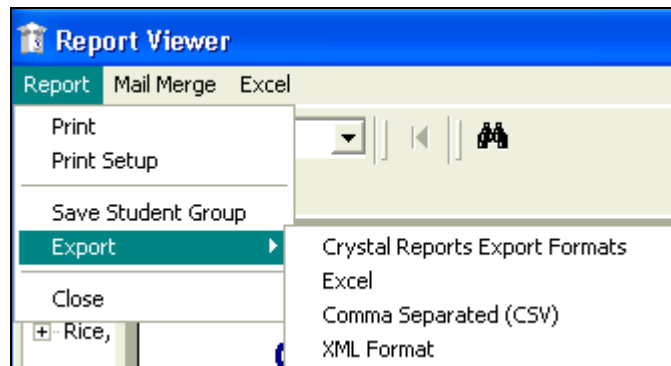 Report Viewer
Report Mail Merge Excel
Print
Print Setup
Save Student Group
Export
Crystal Reports Export Formats
Excel
Close
Comma Separated (CSV)
Rice,
XML Format